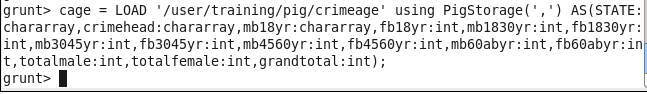 grunt> cage = LOAD '/user/training/pig/crimeage' using PigStorage(',') AS(STATE:
chararray,crimehead:chararray,mb18yr:chararray,fb18yr:int,mb1830yr:int,fb1830yr:
int,mb3045yr:int,fb3045yr:int,mb4560yr:int,fb4560yr:int,mb60abyr:int,fb60abyr:in
t,totalmale:int,totalfemale:int,grandtotal:int);
grunt>